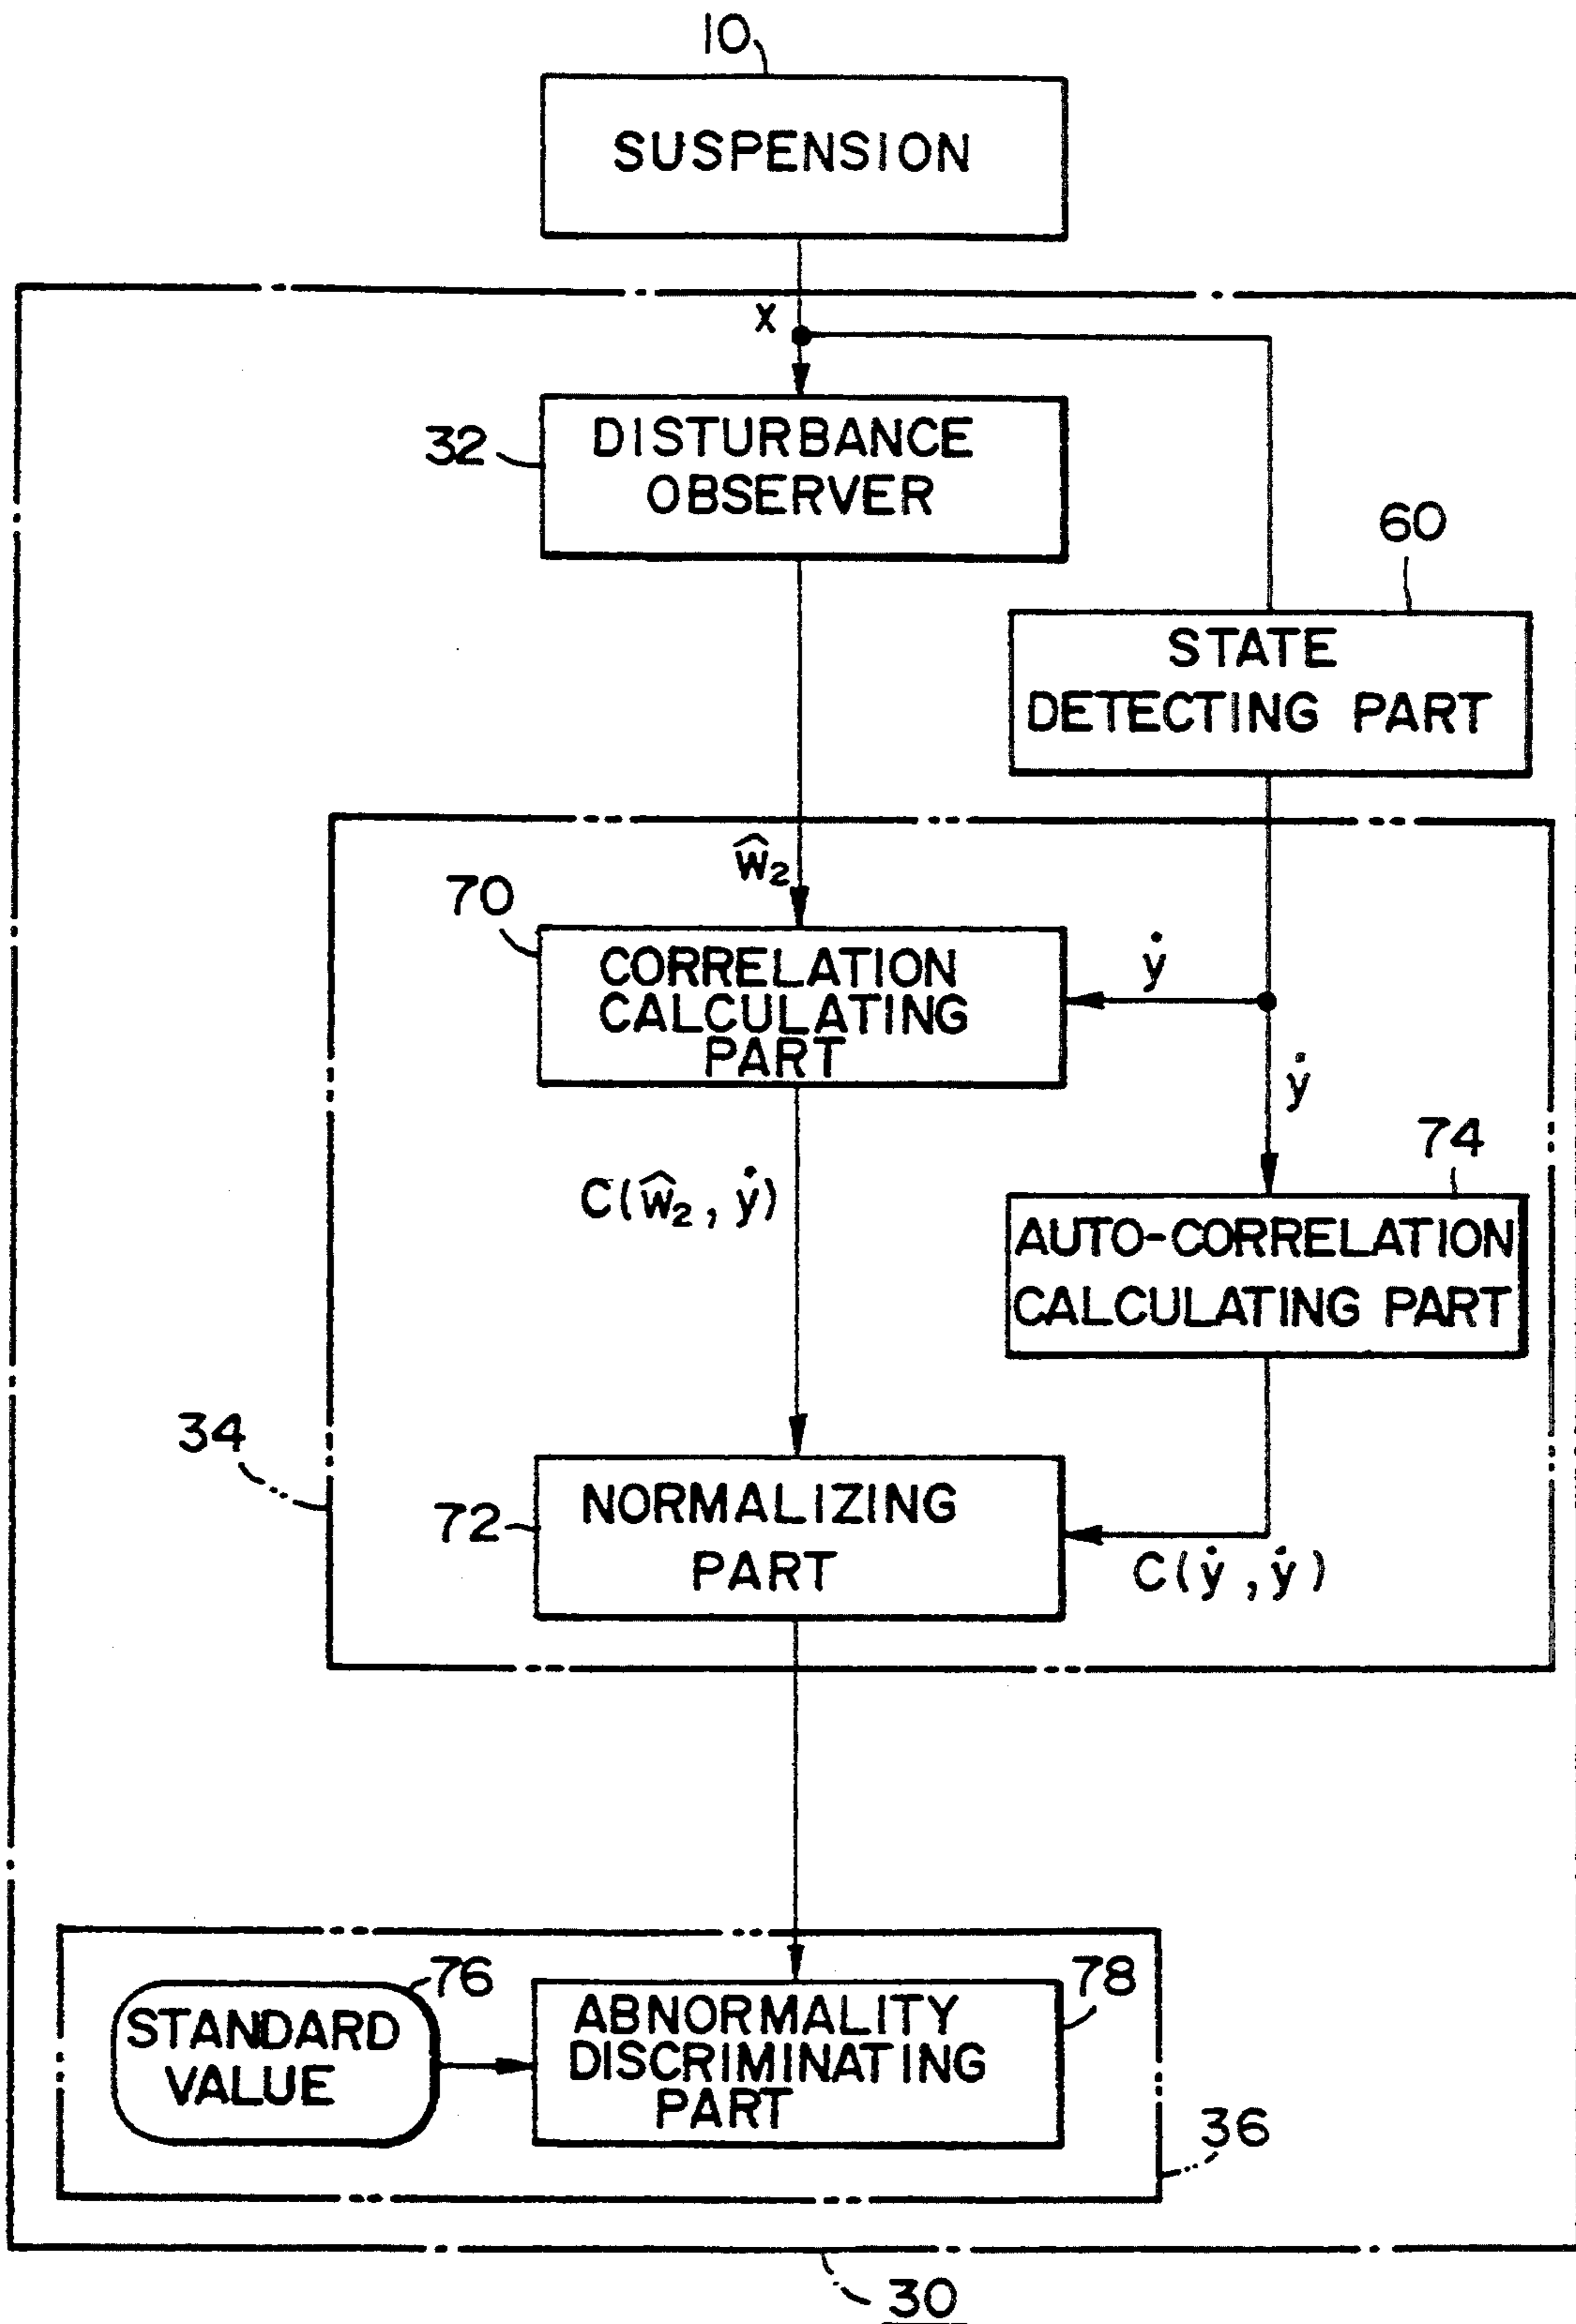 10
SUSPENSION
x
32
DISTURBANCE
OBSERVER
60
STATE
DETECTING PART
ŵ₂
70
CORRELATION
CALCULATING
PART
ẏ
ẏ
C(ŵ₂, ẏ)
74
AUTO-CORRELATION
CALCULATING PART
34
72
NORMALIZING
PART
C(ẏ, ẏ)
76
STANDARD
VALUE
78
ABNORMALITY
DISCRIMINATING
PART
36
30